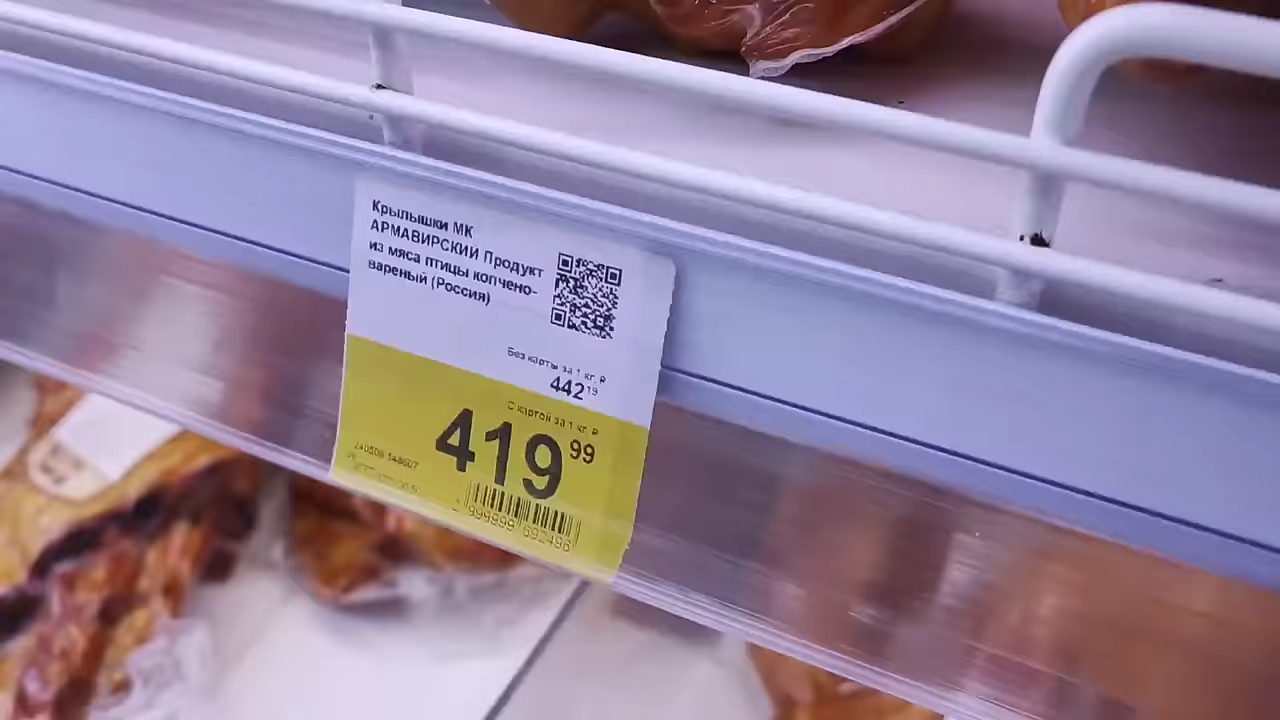 Крылышки МК
АРМАВИРСКИЙ Продукт
из мяса птицы копчено-
вареный (Россия)
Без карты за 1 кг. ₽
442 19
С картой за 1 кг. ₽
419 99
999999 692496